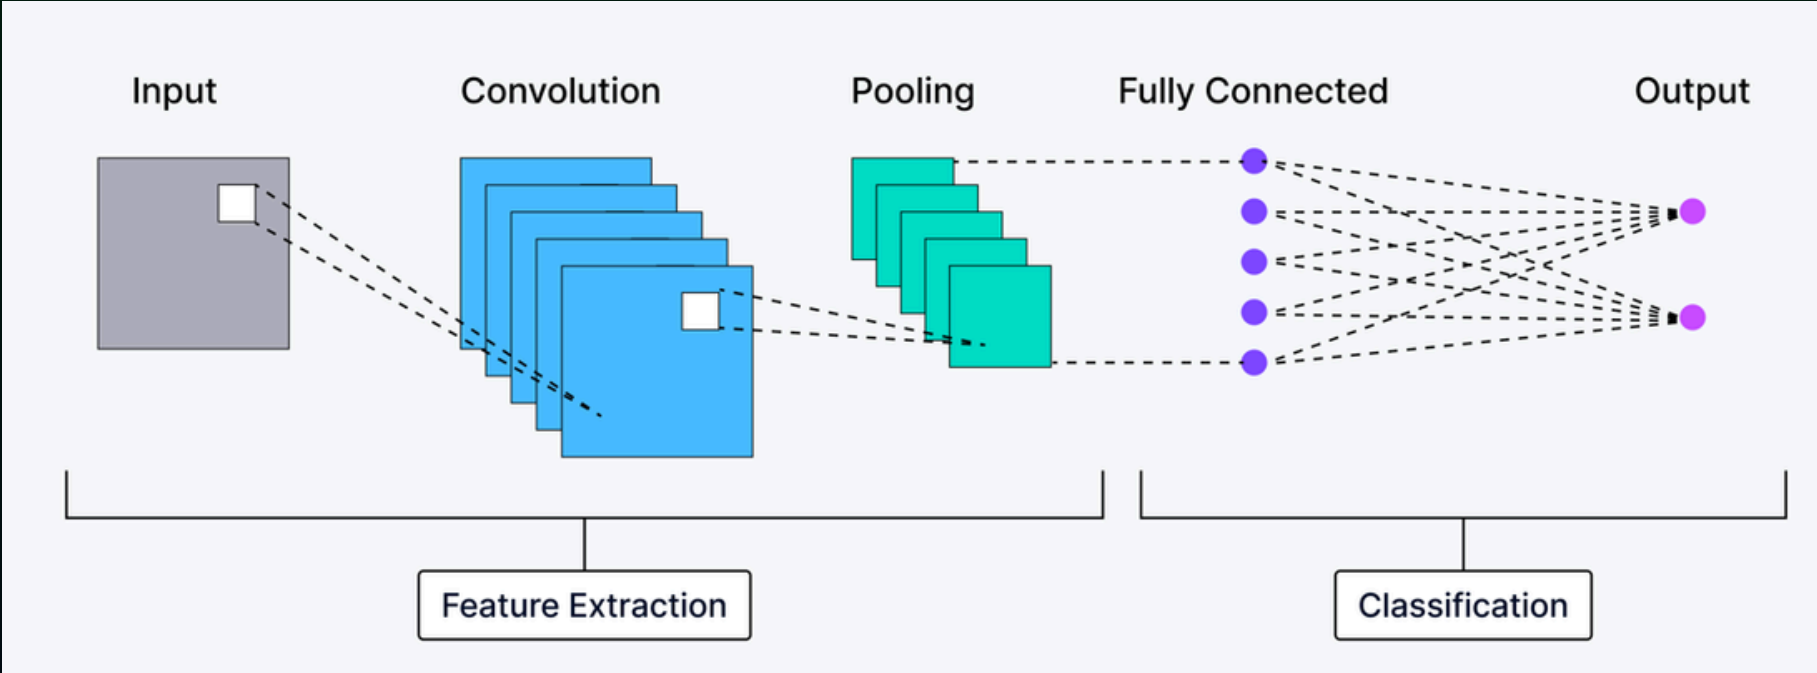 Input
Convolution
Pooling
Fully Connected
Output
Feature Extraction
Classification